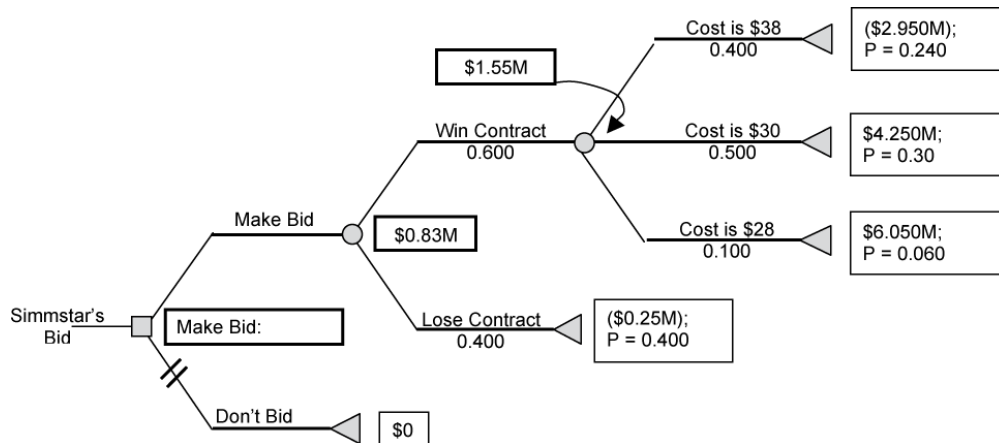 Cost is $38
0.400
($2.950M);
P = 0.240
$1.55M
Win Contract
0.600
Cost is $30
0.500
$4.250M;
P = 0.30
Make Bid
$0.83M
Cost is $28
0.100
$6.050M;
P = 0.060
Simmstar's
Bid
Make Bid:
Lose Contract
0.400
($0.25M);
P = 0.400
Don't Bid
$0